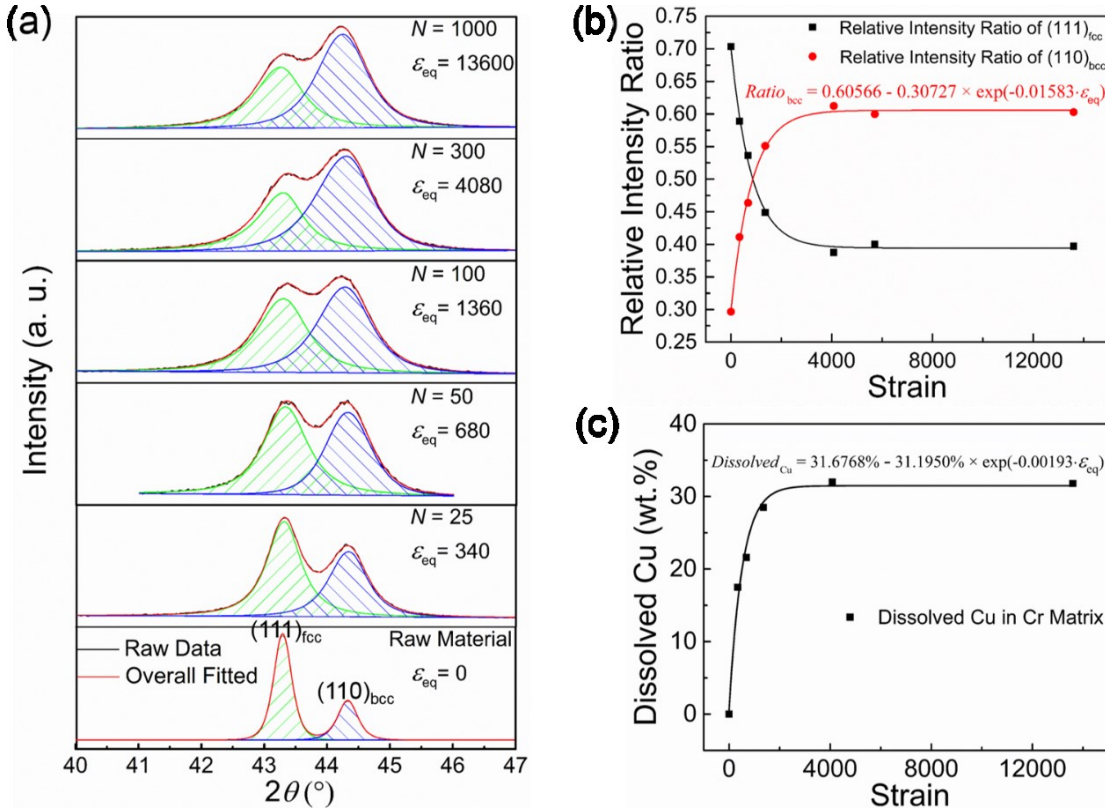 (a)
N = 1000
εeq= 13600
N = 300
εeq= 4080
N = 100
εeq= 1360
N = 50
εeq= 680
N = 25
εeq= 340
Raw Material
εeq= 0
(111)fcc
(110)bcc
Raw Data
Overall Fitted
Intensity (a. u.)
40 41 42 43 44 45 46 47
2θ (°)
(b)
Relative Intensity Ratio of (111)fcc
Relative Intensity Ratio of (110)bcc
Ratiobcc = 0.60566 - 0.30727 × exp(-0.01583·εeq)
0.75
0.70
0.65
0.60
0.55
0.50
0.45
0.40
0.35
0.30
0.25
Relative Intensity Ratio
0 4000 8000 12000
Strain
(c)
DissolvedCu = 31.6768% - 31.1950% × exp(-0.00193·εeq)
Dissolved Cu in Cr Matrix
40
30
20
10
0
Dissolved Cu (wt.%)
0 4000 8000 12000
Strain